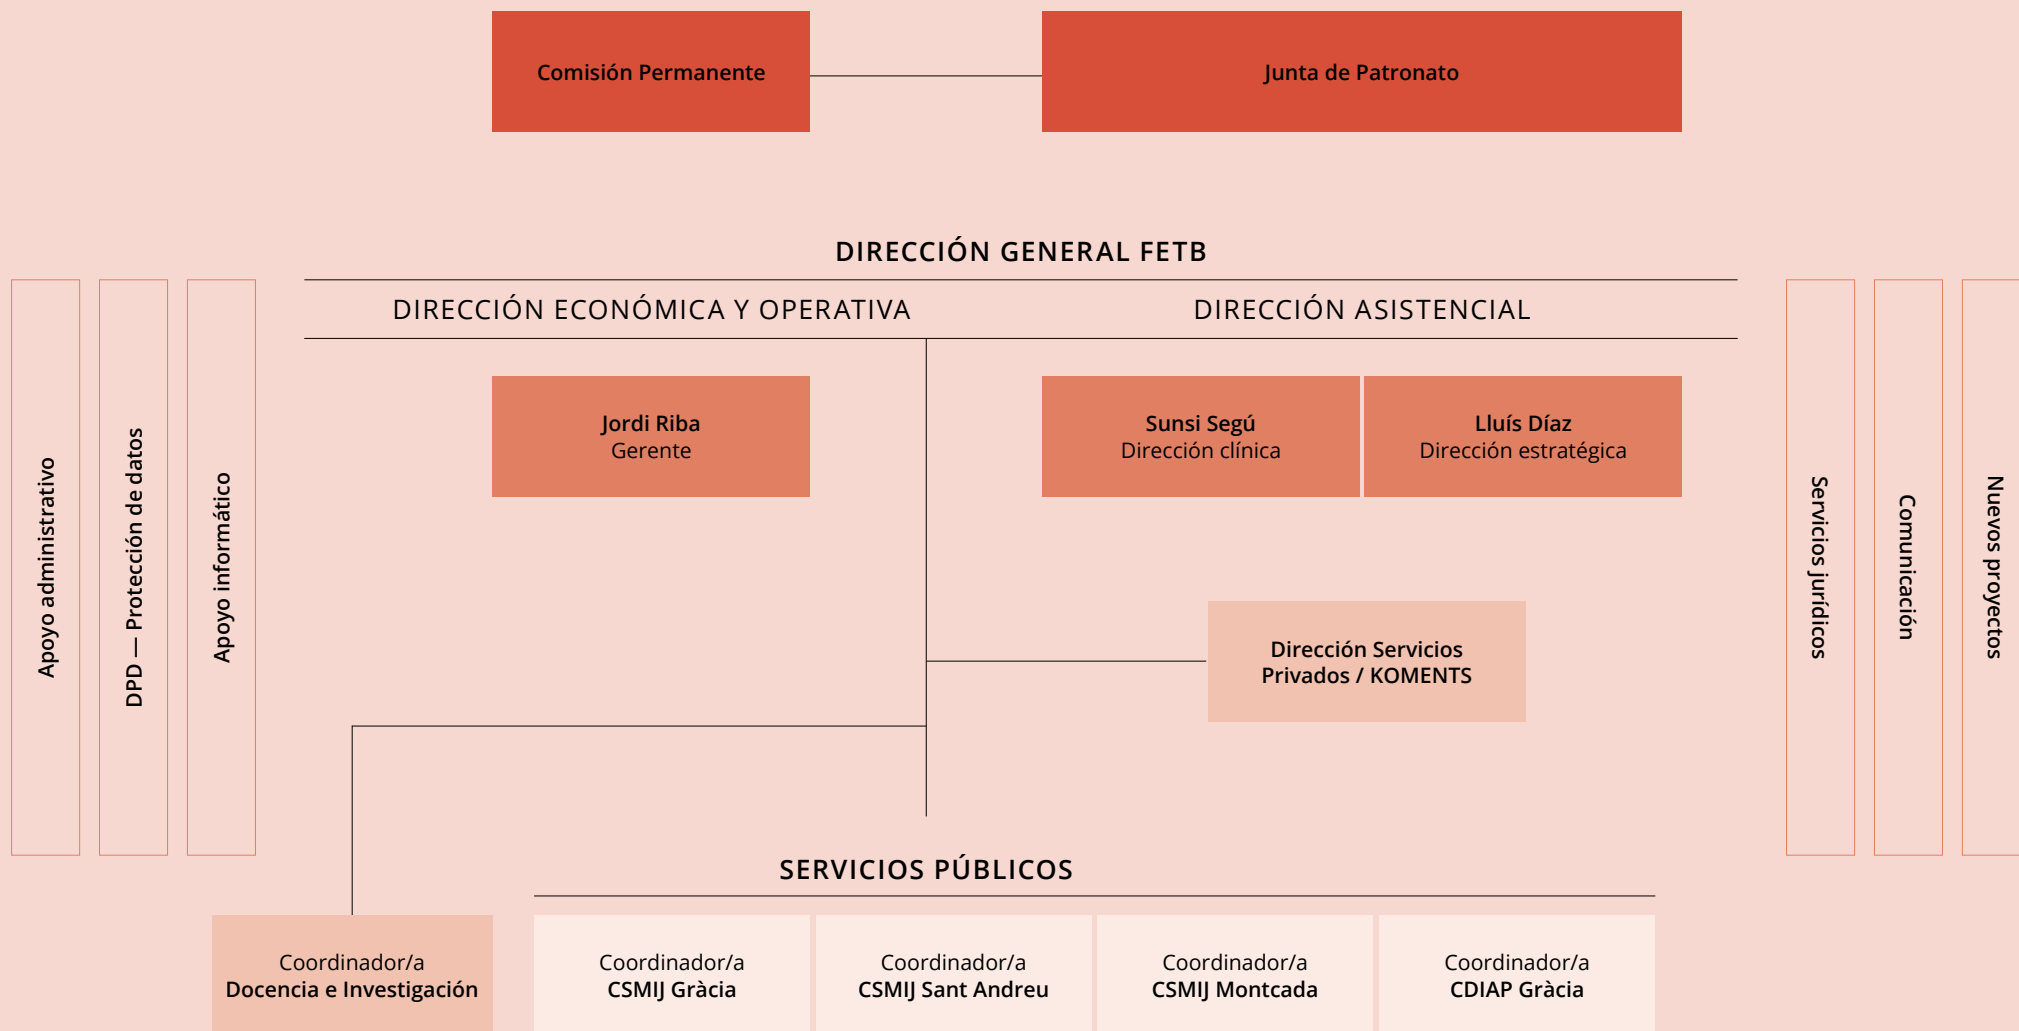 Comisión Permanente
Junta de Patronato
DIRECCIÓN GENERAL FETB
DIRECCIÓN ECONÓMICA Y OPERATIVA
DIRECCIÓN ASISTENCIAL
Jordi Riba
Gerente
Sunsi Segú
Dirección clínica
Lluís Díaz
Dirección estratégica
Apoyo administrativo
DPD — Protección de datos
Apoyo informático
Servicios jurídicos
Comunicación
Nuevos proyectos
Dirección Servicios
Privados / KOMENTS
SERVICIOS PÚBLICOS
Coordinador/a
Docencia e Investigación
Coordinador/a
CSMIJ Gràcia
Coordinador/a
CSMIJ Sant Andreu
Coordinador/a
CSMIJ Montcada
Coordinador/a
CDIAP Gràcia